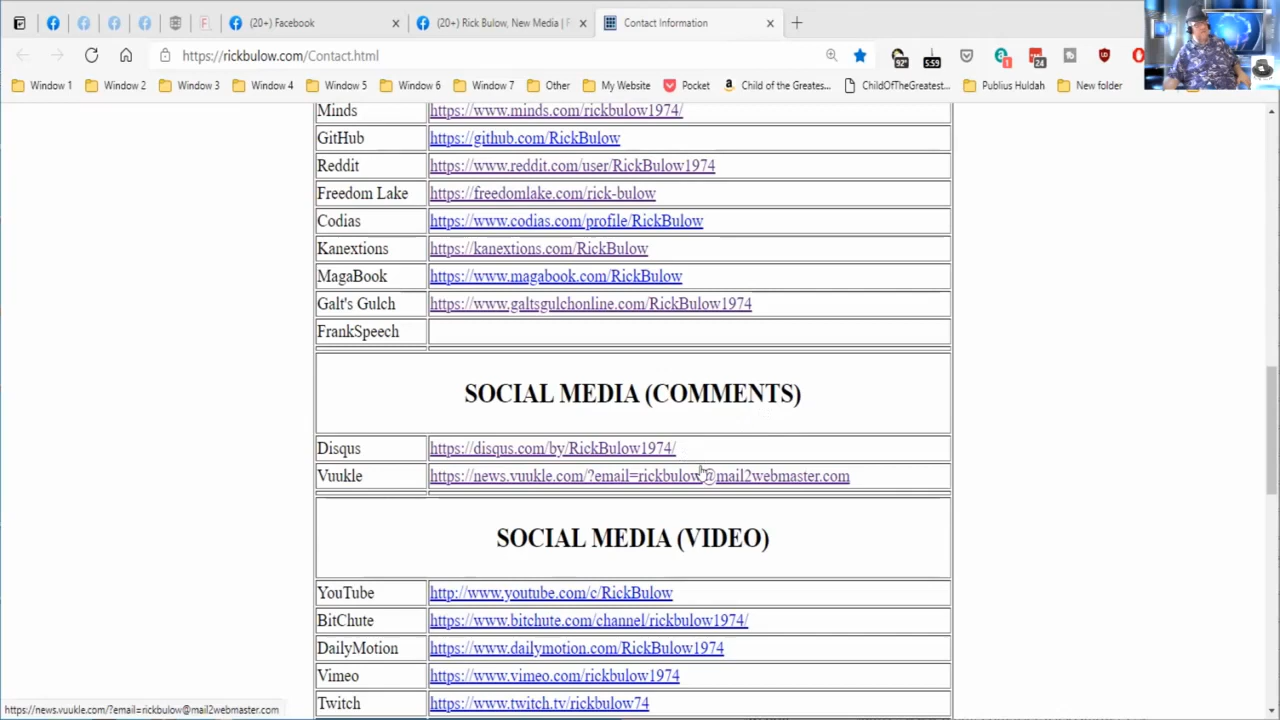 (20+) Facebook
(20+) Rick Bulow, New Media | F
Contact Information
https://rickbulow.com/Contact.html
92°
5:59
1
24
Window 1
Window 2
Window 3
Window 4
Window 5
Window 6
Window 7
Other
My Website
Pocket
Child of the Greates...
ChildOfTheGreatest...
Publius Huldah
New folder
Minds https://www.minds.com/rickbulow1974/
GitHub https://github.com/RickBulow
Reddit https://www.reddit.com/user/RickBulow1974
Freedom Lake https://freedomlake.com/rick-bulow
Codias https://www.codias.com/profile/RickBulow
Kanextions https://kanextions.com/RickBulow
MagaBook https://www.magabook.com/RickBulow
Galt's Gulch https://www.galtsgulchonline.com/RickBulow1974
FrankSpeech
SOCIAL MEDIA (COMMENTS)
Disqus https://disqus.com/by/RickBulow1974/
Vuukle https://news.vuukle.com/?email=rickbulow@mail2webmaster.com
SOCIAL MEDIA (VIDEO)
YouTube http://www.youtube.com/c/RickBulow
BitChute https://www.bitchute.com/channel/rickbulow1974/
DailyMotion https://www.dailymotion.com/RickBulow1974
Vimeo https://www.vimeo.com/rickbulow1974
Twitch https://www.twitch.tv/rickbulow74
https://news.vuukle.com/?email=rickbulow@mail2webmaster.com